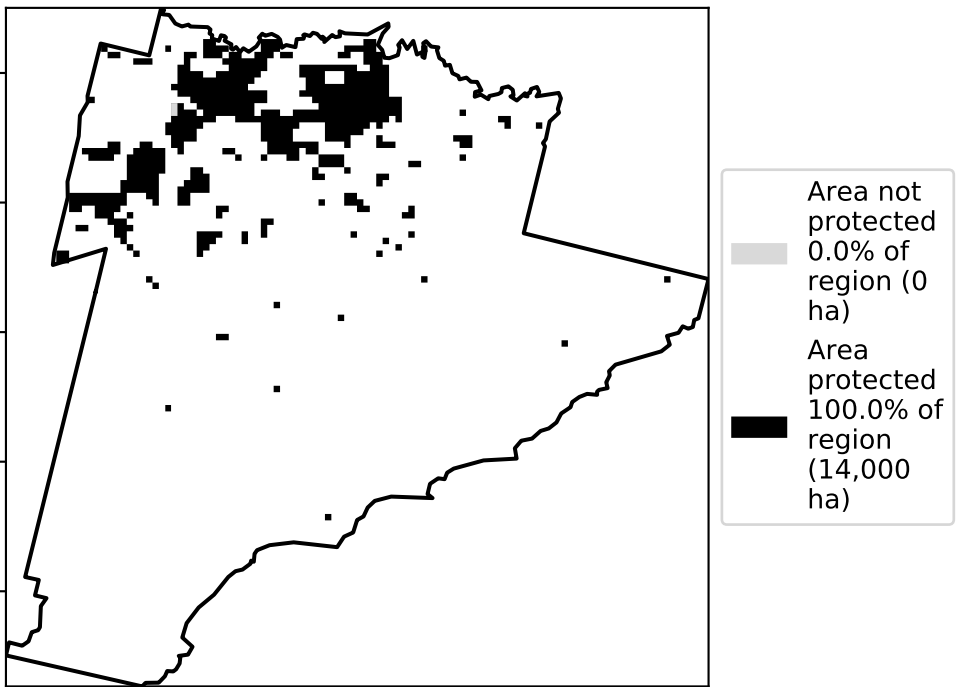 Area not
protected
0.0% of
region (0
ha)
Area
protected
100.0% of
region
(14,000
ha)